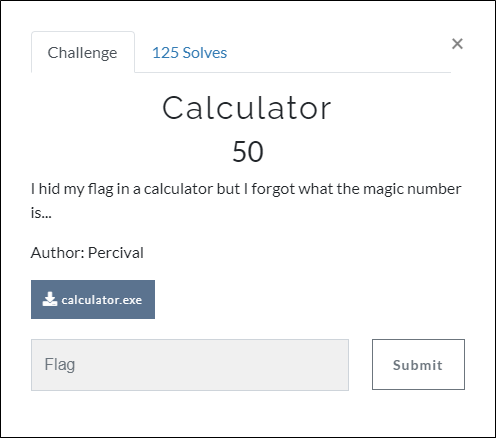 Challenge
125 Solves
×
Calculator
50
I hid my flag in a calculator but I forgot what the magic number
is...
Author: Percival
calculator.exe
Flag
Submit